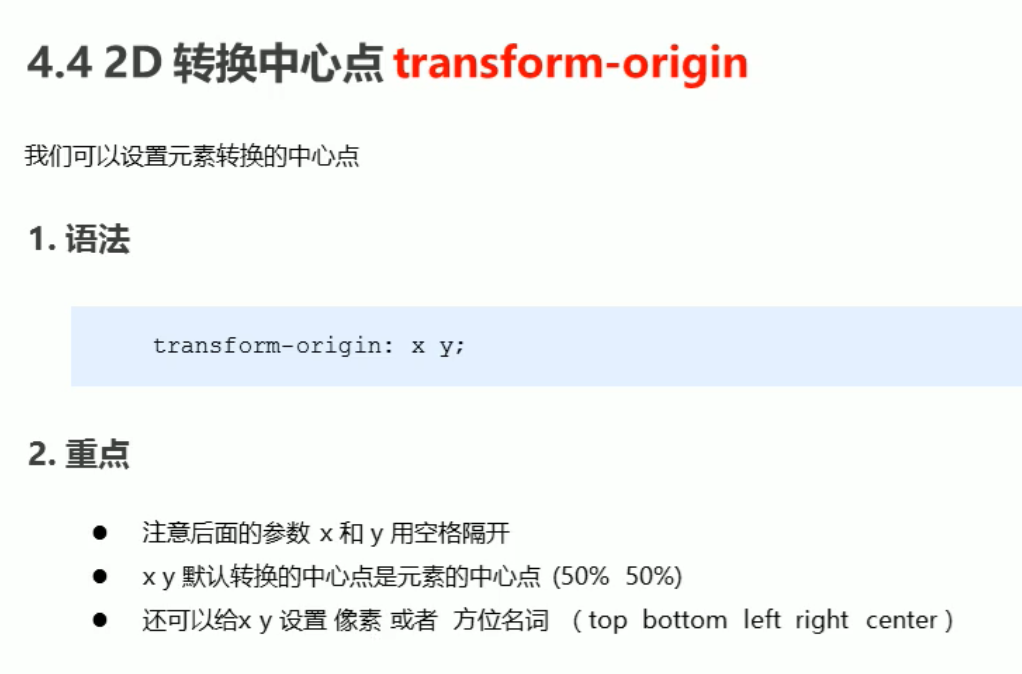 4.4 2D 转换中心点 transform-origin
我们可以设置元素转换的中心点
1. 语法
transform-origin: x y;
2. 重点
● 注意后面的参数 x 和 y 用空格隔开
● x y 默认转换的中心点是元素的中心点 (50% 50%)
● 还可以给x y 设置 像素 或者 方位名词 （ top bottom left right center ）